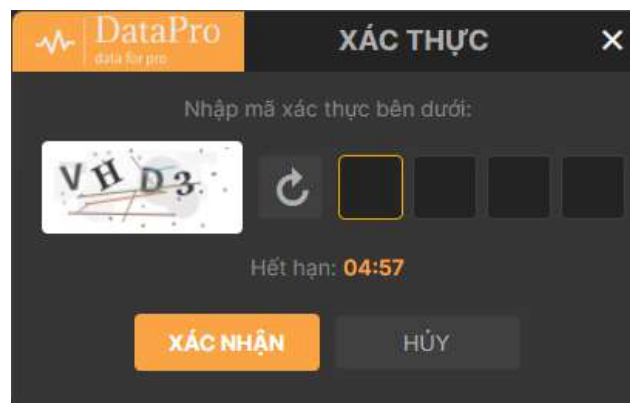 DataPro
data for pro
XÁC THỰC
Nhập mã xác thực bên dưới:
VHD3
Hết hạn: 04:57
XÁC NHẬN
HỦY